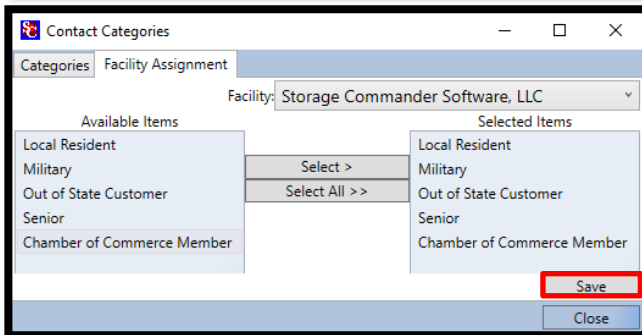 SC Contact Categories
Categories Facility Assignment
Facility: Storage Commander Software, LLC
Available Items Selected Items
Local Resident Local Resident
Military Select > Military
Out of State Customer Select All >> Out of State Customer
Senior Senior
Chamber of Commerce Member Chamber of Commerce Member
Save
Close